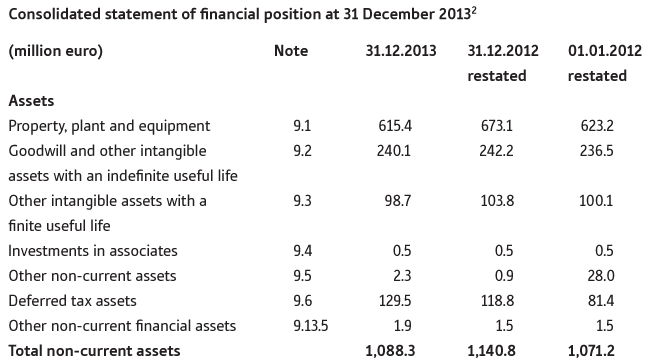 Consolidated statement of financial position at 31 December 2013²
(million euro) Note 31.12.2013 31.12.2012 01.01.2012
restated restated
Assets
Property, plant and equipment 9.1 615.4 673.1 623.2
Goodwill and other intangible 9.2 240.1 242.2 236.5
assets with an indefinite useful life
Other intangible assets with a 9.3 98.7 103.8 100.1
finite useful life
Investments in associates 9.4 0.5 0.5 0.5
Other non-current assets 9.5 2.3 0.9 28.0
Deferred tax assets 9.6 129.5 118.8 81.4
Other non-current financial assets 9.13.5 1.9 1.5 1.5
Total non-current assets 1,088.3 1,140.8 1,071.2